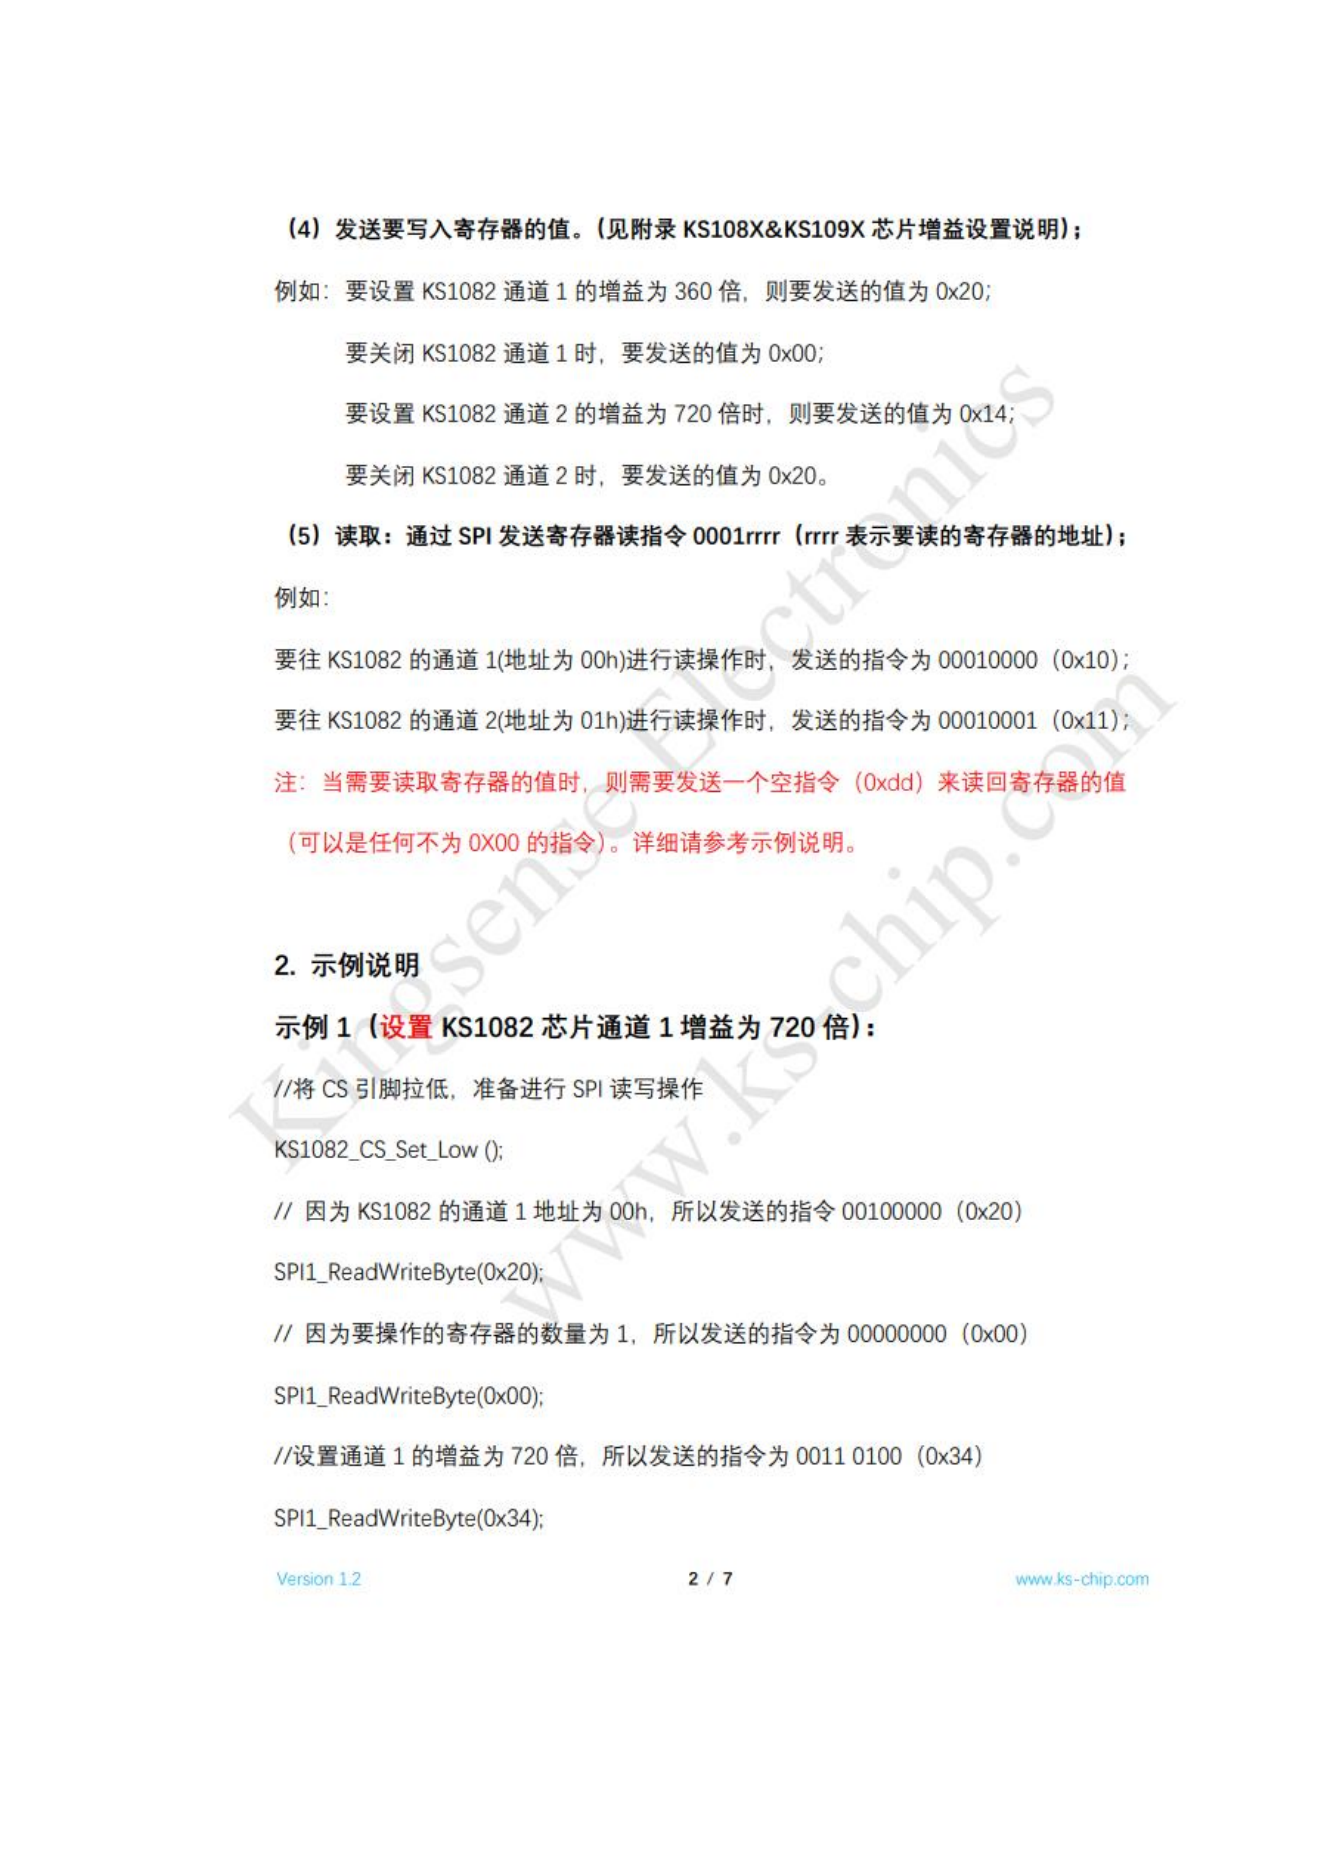 （4）发送要写入寄存器的值。（见附录 KS108X&KS109X 芯片增益设置说明）；
例如：要设置 KS1082 通道 1 的增益为 360 倍，则要发送的值为 0x20;
要关闭 KS1082 通道 1 时，要发送的值为 0x00;
要设置 KS1082 通道 2 的增益为 720 倍时，则要发送的值为 0x14;
要关闭 KS1082 通道 2 时，要发送的值为 0x20。
（5）读取：通过 SPI 发送寄存器读指令 0001rrrr（rrrr 表示要读的寄存器的地址）；
例如：
要往 KS1082 的通道 1(地址为 00h)进行读操作时，发送的指令为 00010000（0x10）；
要往 KS1082 的通道 2(地址为 01h)进行读操作时，发送的指令为 00010001（0x11）；
注：当需要读取寄存器的值时，则需要发送一个空指令（0xdd）来读回寄存器的值
（可以是任何不为 0X00 的指令）。详细请参考示例说明。
2. 示例说明
示例 1（设置 KS1082 芯片通道 1 增益为 720 倍）：
//将 CS 引脚拉低，准备进行 SPI 读写操作
KS1082_CS_Set_Low ();
// 因为 KS1082 的通道 1 地址为 00h，所以发送的指令 00100000（0x20）
SPI1_ReadWriteByte(0x20);
// 因为要操作的寄存器的数量为 1，所以发送的指令为 00000000（0x00）
SPI1_ReadWriteByte(0x00);
//设置通道 1 的增益为 720 倍，所以发送的指令为 0011 0100（0x34）
SPI1_ReadWriteByte(0x34);
Version 1.2 2 / 7 www.ks-chip.com
Kingsense Electronics
www.ks-chip.com